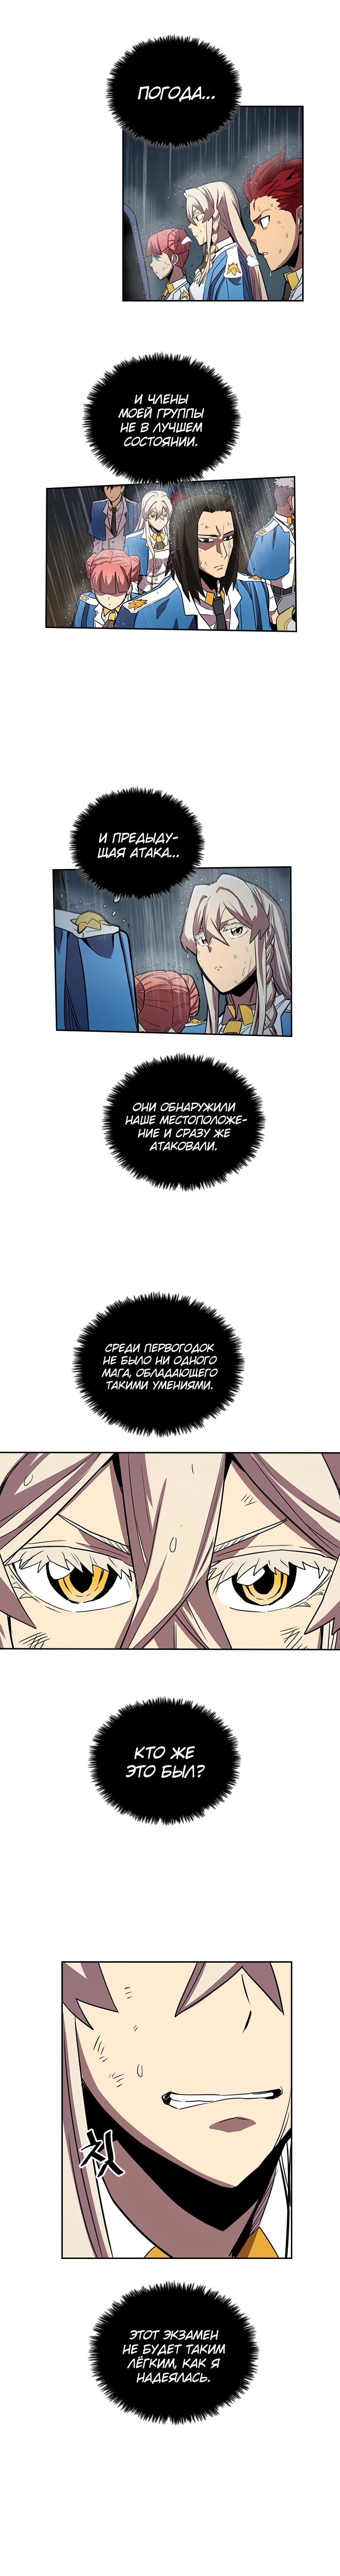 ПОГОДА...
И ЧЛЕНЫ
МОЕЙ ГРУППЫ
НЕ В ЛУЧШЕМ
СОСТОЯНИИ.
И ПРЕДЫДУ-
ЩАЯ АТАКА...
ОНИ ОБНАРУЖИЛИ
НАШЕ МЕСТОПОЛОЖЕ-
НИЕ И СРАЗУ ЖЕ
АТАКОВАЛИ.
СРЕДИ ПЕРВОГОДОК
НЕ БЫЛО НИ ОДНОГО
МАГА, ОБЛАДАЮЩЕГО
ТАКИМИ УМЕНИЯМИ.
КТО ЖЕ
ЭТО БЫЛ?
칫
ЭТОТ ЭКЗАМЕН
НЕ БУДЕТ ТАКИМ
ЛЁГКИМ, КАК Я
НАДЕЯЛАСЬ.